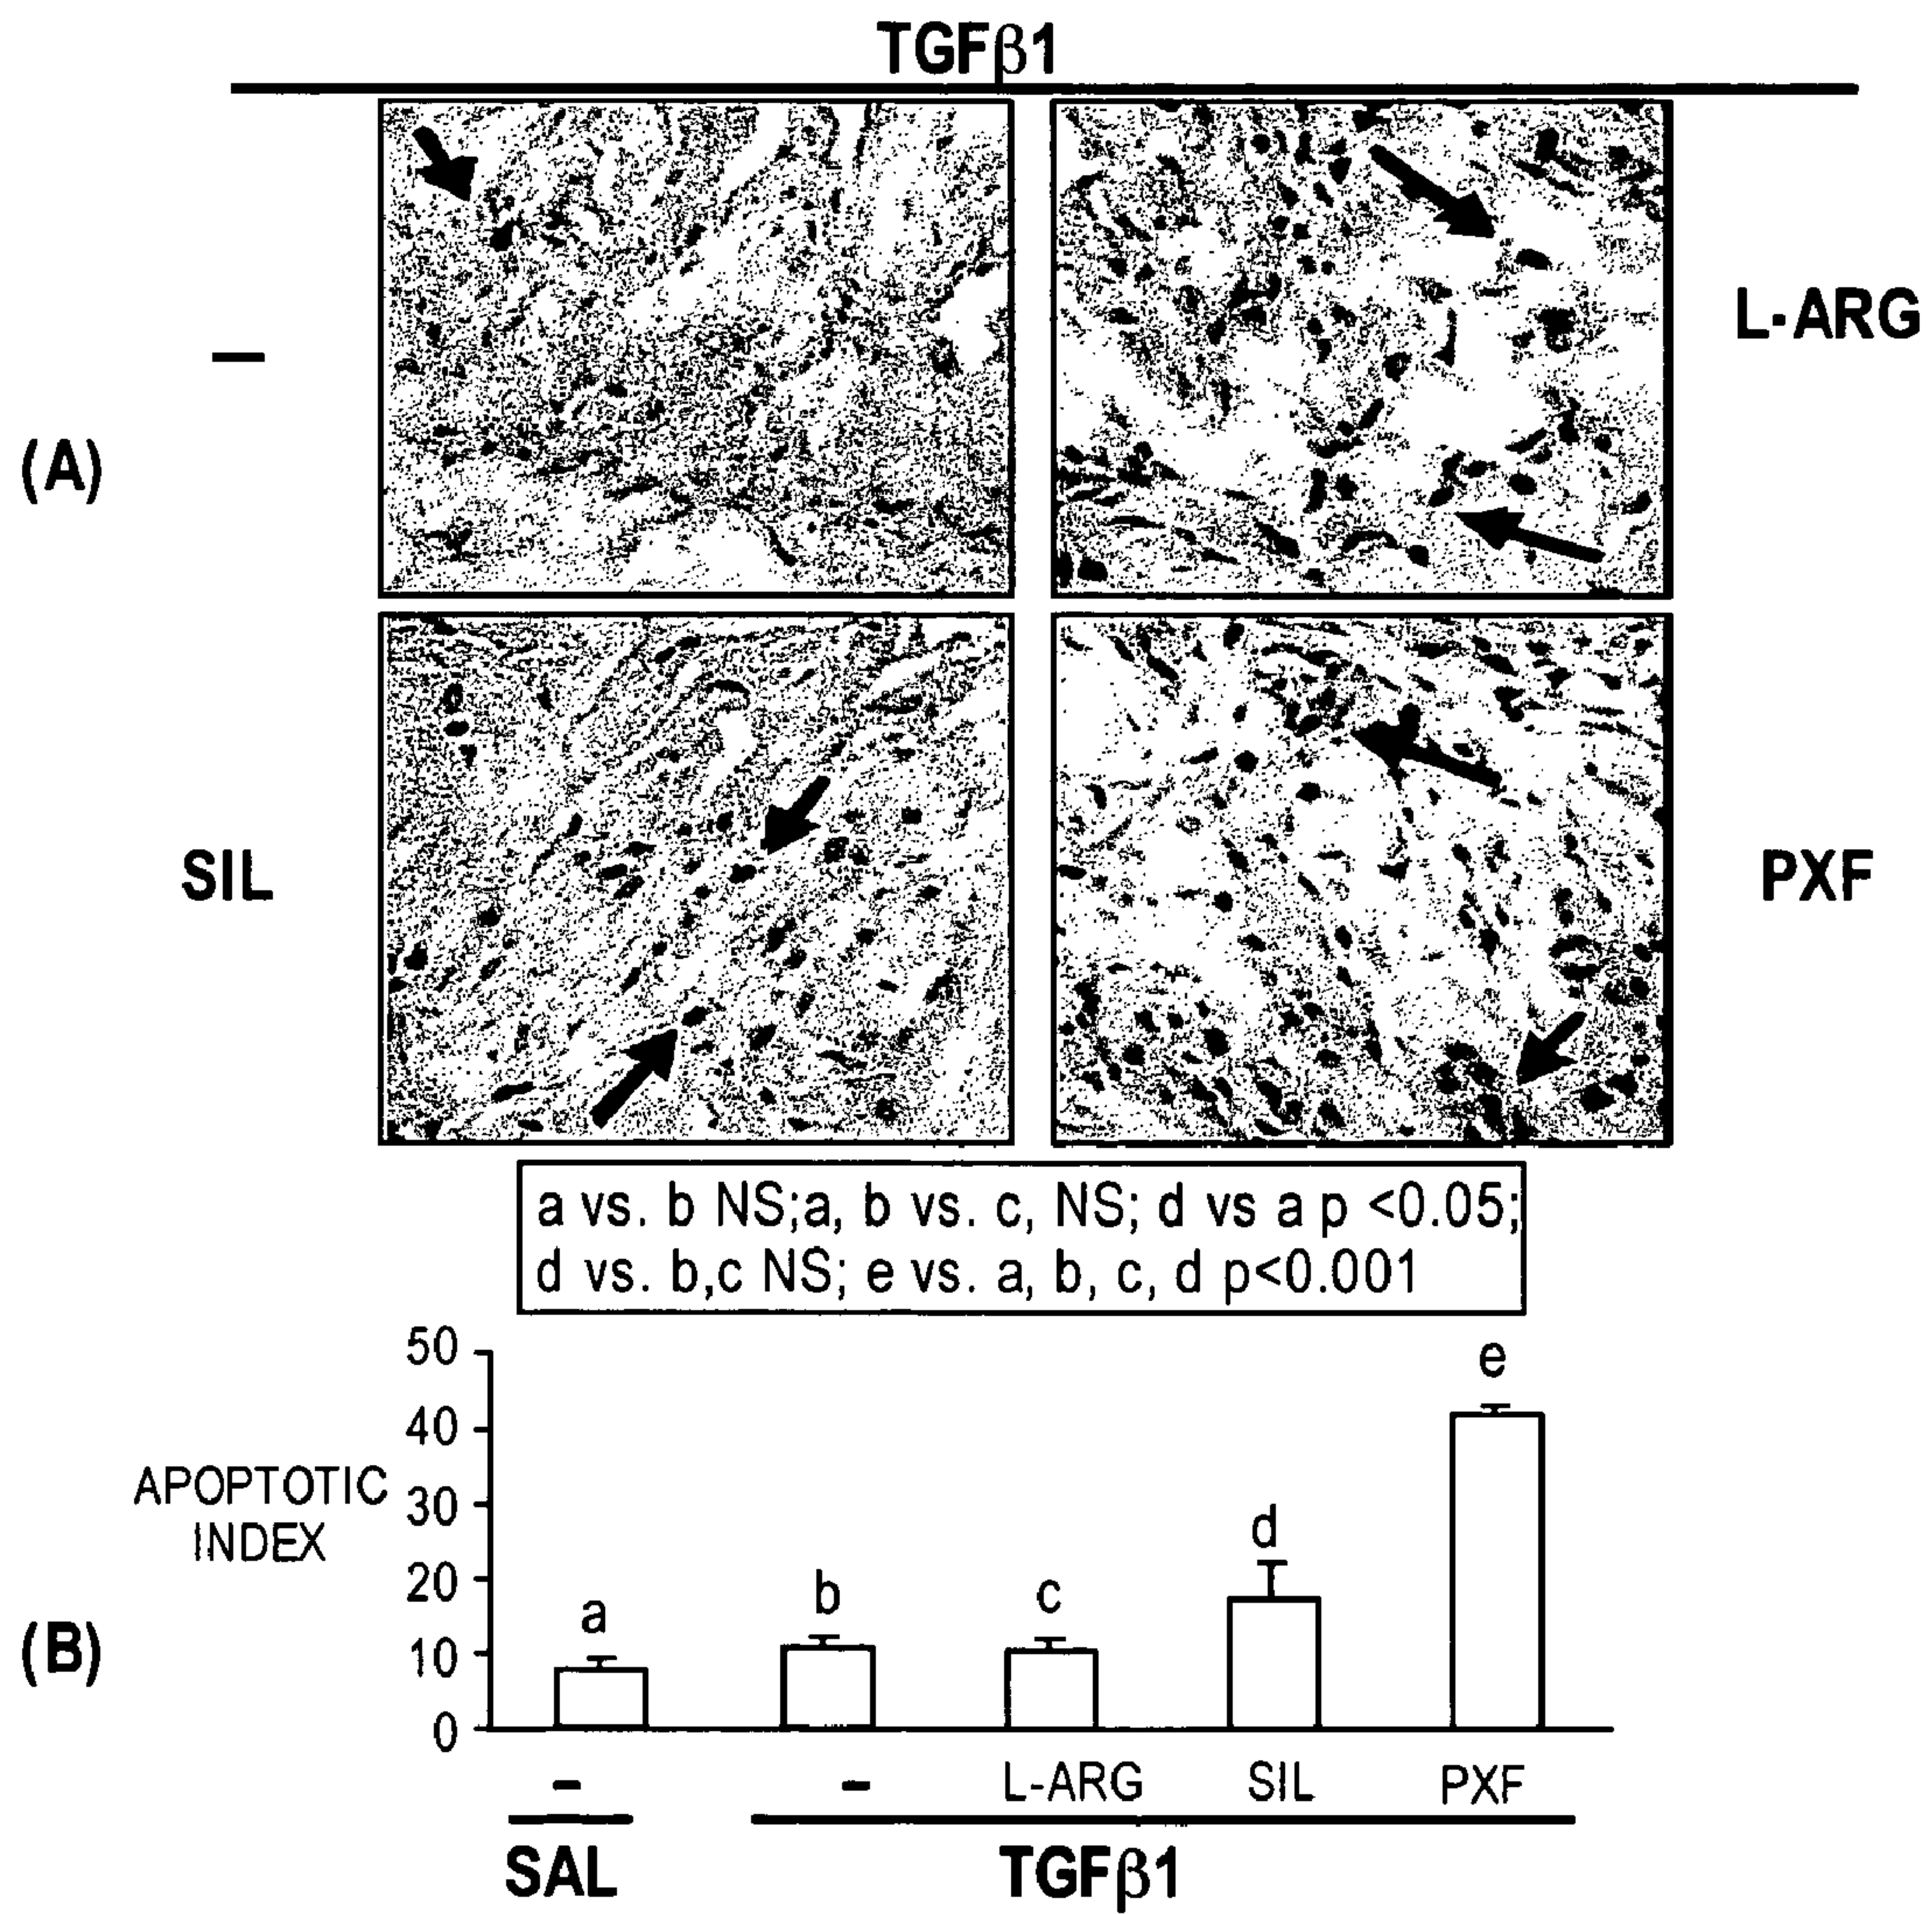 TGFβ1
—
L-ARG
(A)
SIL
PXF
a vs. b NS;a, b vs. c, NS; d vs a p <0.05;
d vs. b,c NS; e vs. a, b, c, d p<0.001
50
40
30
20
10
0
APOPTOTIC
INDEX
(B)
a
b
c
d
e
- - L-ARG SIL PXF
SAL TGFβ1